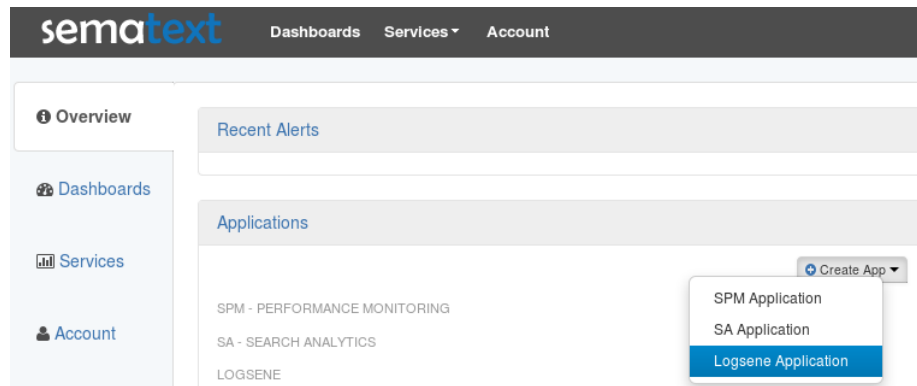 sematext Dashboards Services Account
Overview
Recent Alerts
Dashboards
Applications
Services
Create App
SPM - PERFORMANCE MONITORING
SPM Application
Account
SA - SEARCH ANALYTICS
SA Application
LOGSENE
Logsene Application